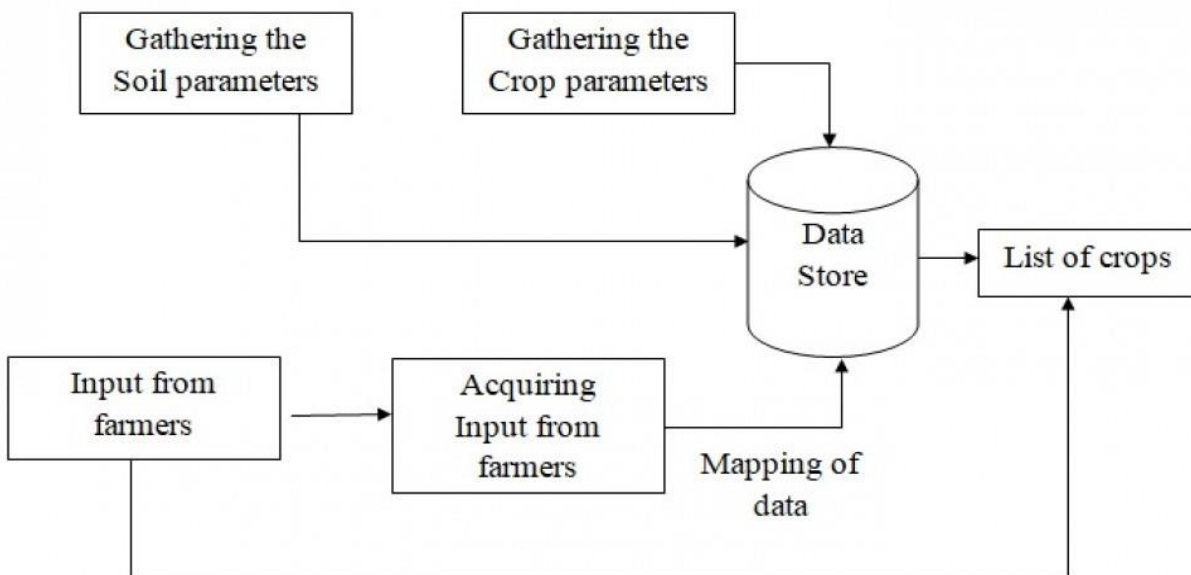 Gathering the
Soil parameters
Gathering the
Crop parameters
Data
Store
List of crops
Input from
farmers
Acquiring
Input from
farmers
Mapping of
data